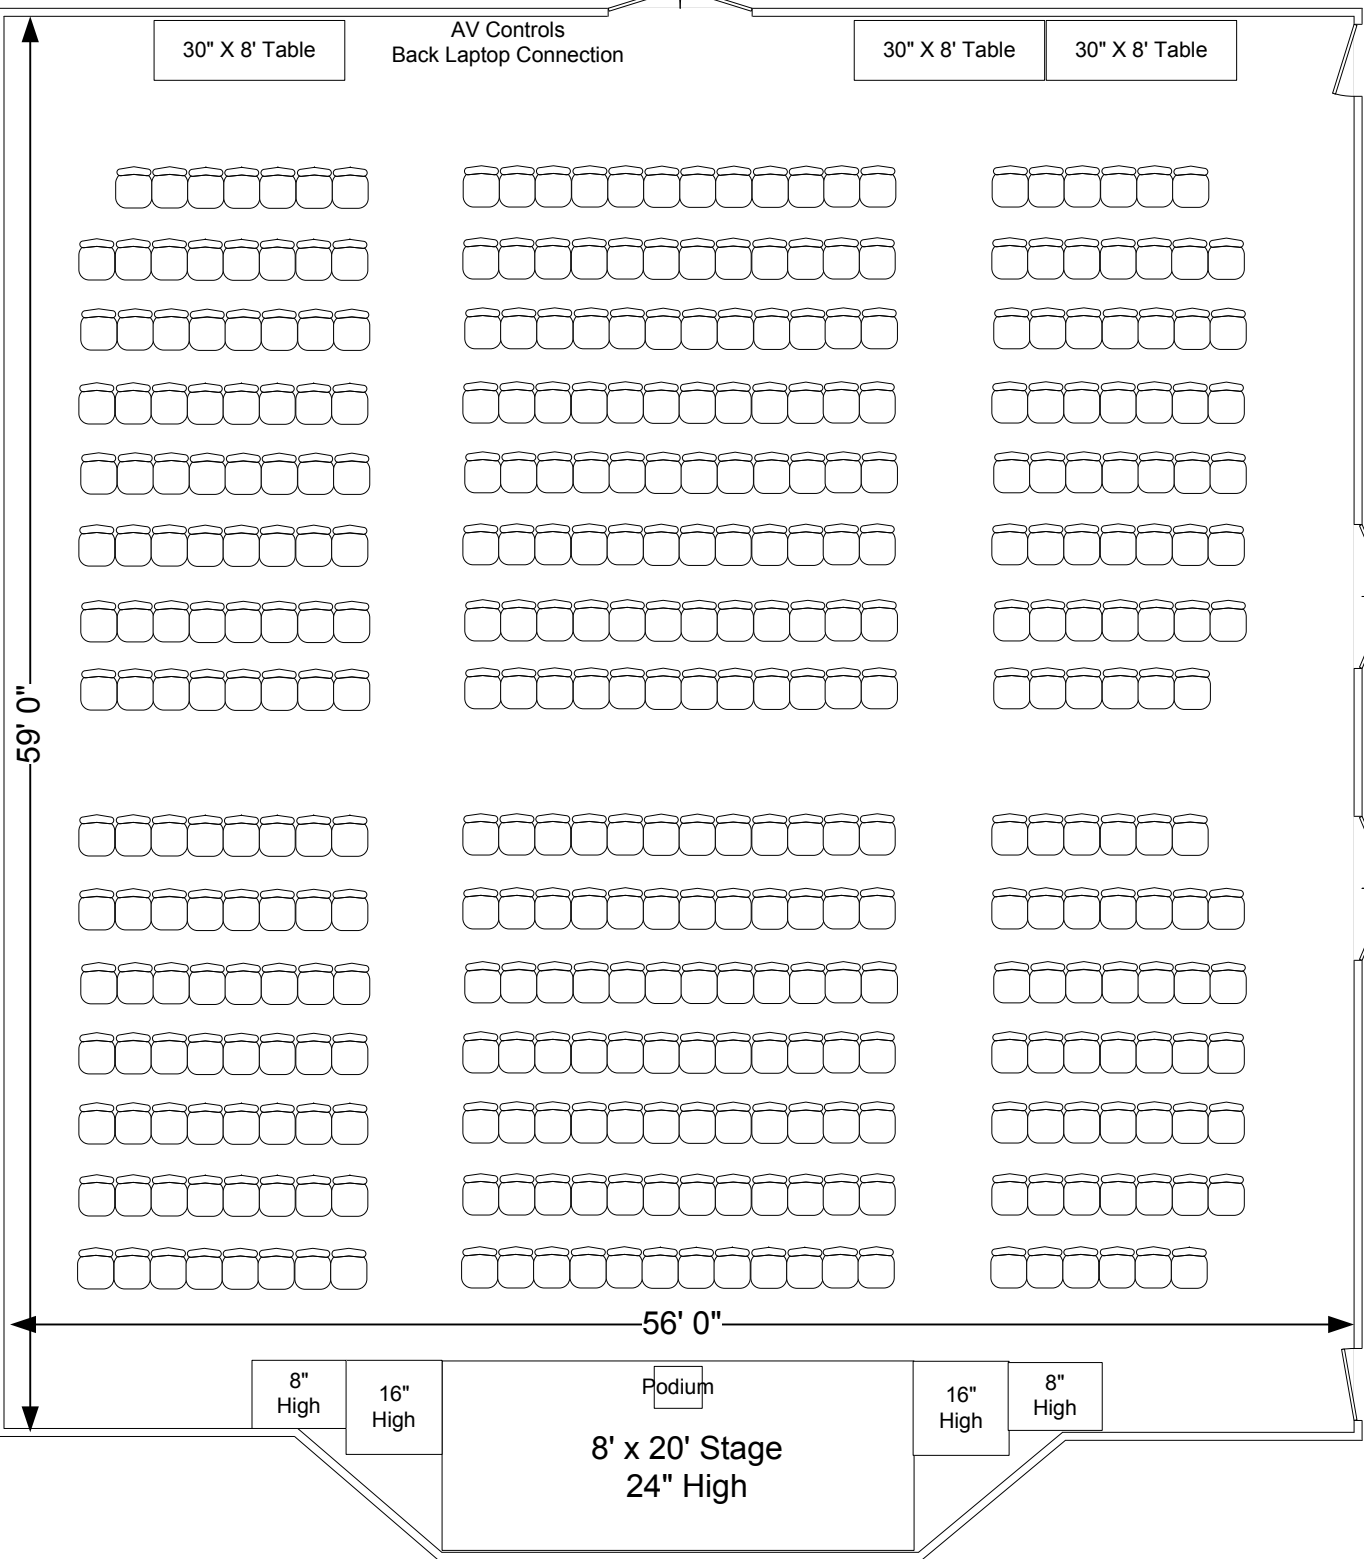 AV Controls
Back Laptop Connection
30" X 8' Table
30" X 8' Table
30" X 8' Table
59' 0"
56' 0"
8"
High
16"
High
Podium
8' x 20' Stage
24" High
16"
High
8"
High